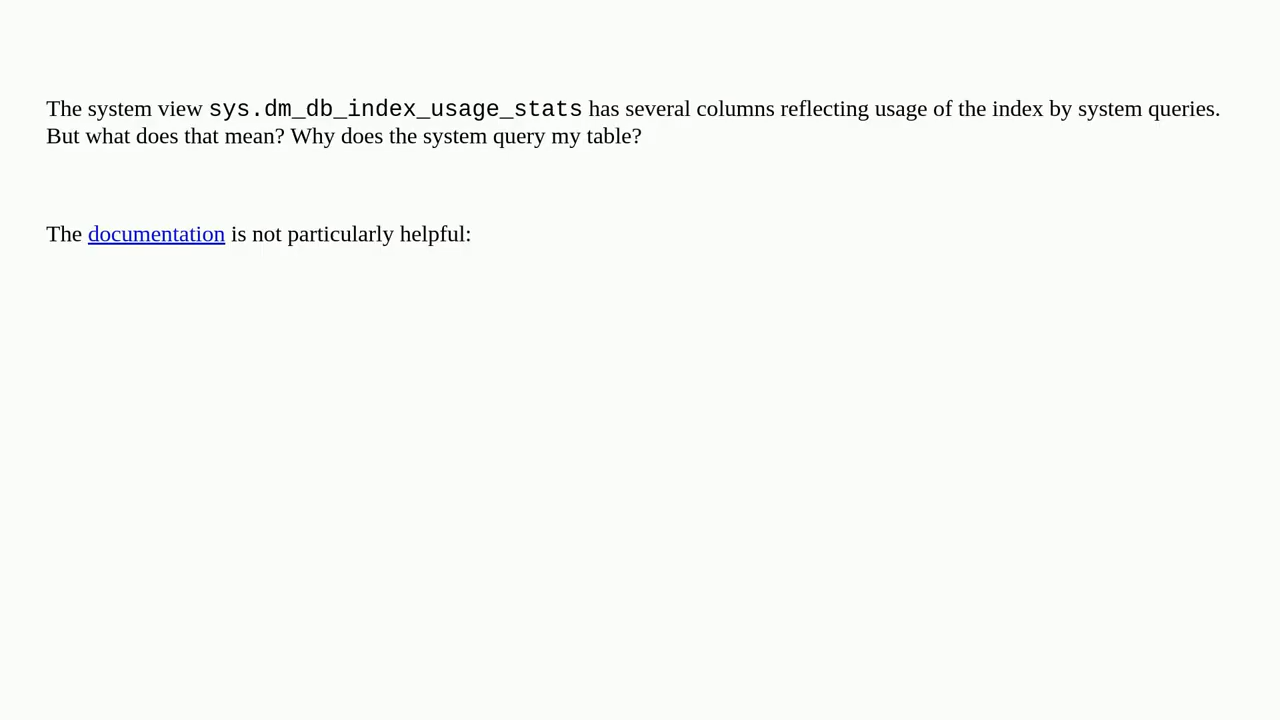 The system view sys.dm_db_index_usage_stats has several columns reflecting usage of the index by system queries.
But what does that mean? Why does the system query my table?
The documentation is not particularly helpful: